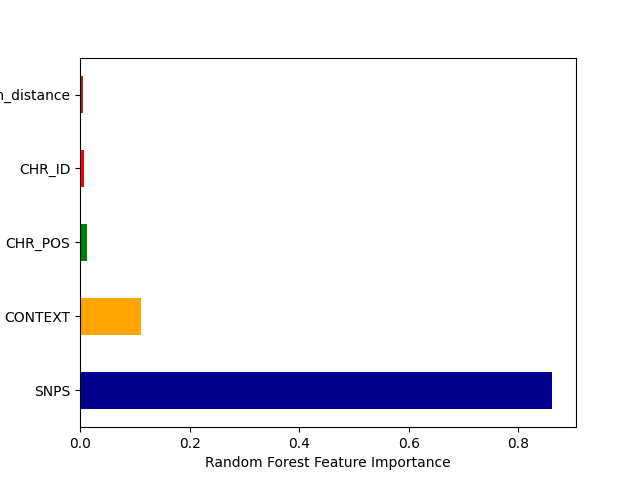 _distance
CHR_ID
CHR_POS
CONTEXT
SNPS
0.0 0.2 0.4 0.6 0.8
Random Forest Feature Importance